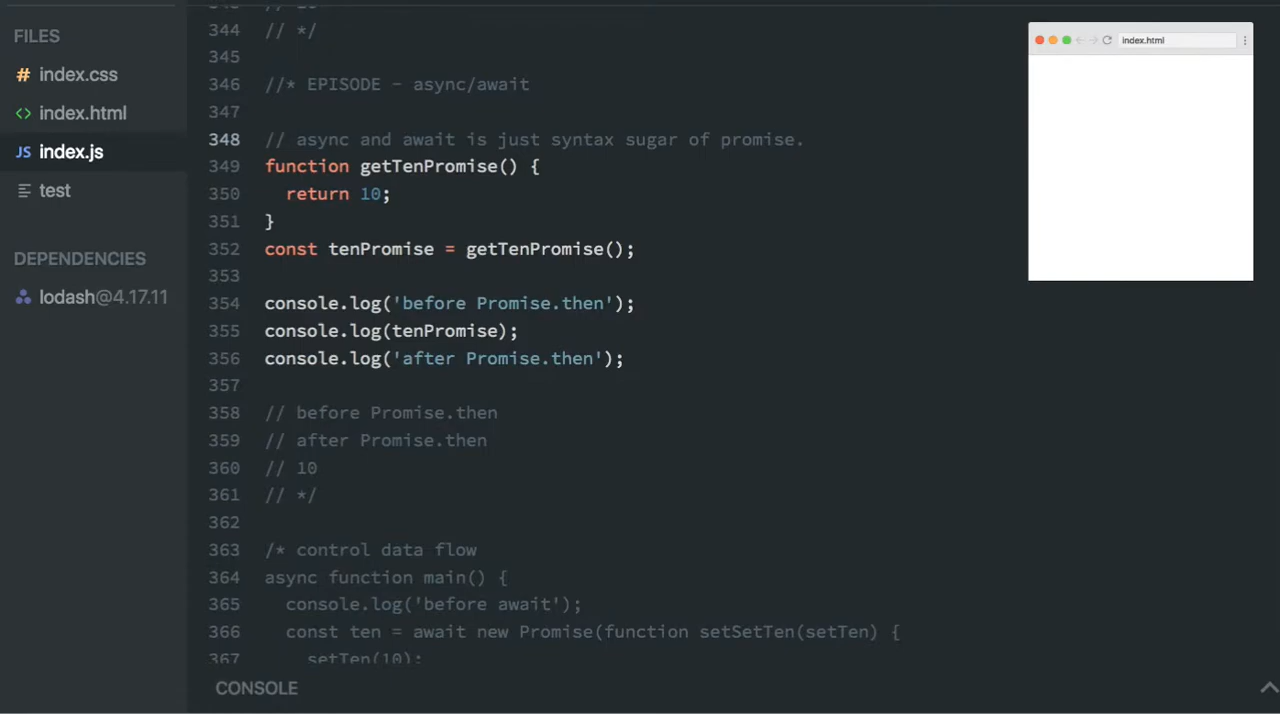 FILES
# index.css
<> index.html
JS index.js
test
DEPENDENCIES
lodash@4.17.11
344 // */
345
346 //* EPISODE - async/await
347
348 // async and await is just syntax sugar of promise.
349 function getTenPromise() {
350 return 10;
351 }
352 const tenPromise = getTenPromise();
353
354 console.log('before Promise.then');
355 console.log(tenPromise);
356 console.log('after Promise.then');
357
358 // before Promise.then
359 // after Promise.then
360 // 10
361 // */
362
363 /* control data flow
364 async function main() {
365 console.log('before await');
366 const ten = await new Promise(function setSetTen(setTen) {
367 setTen(10);
CONSOLE
index.html